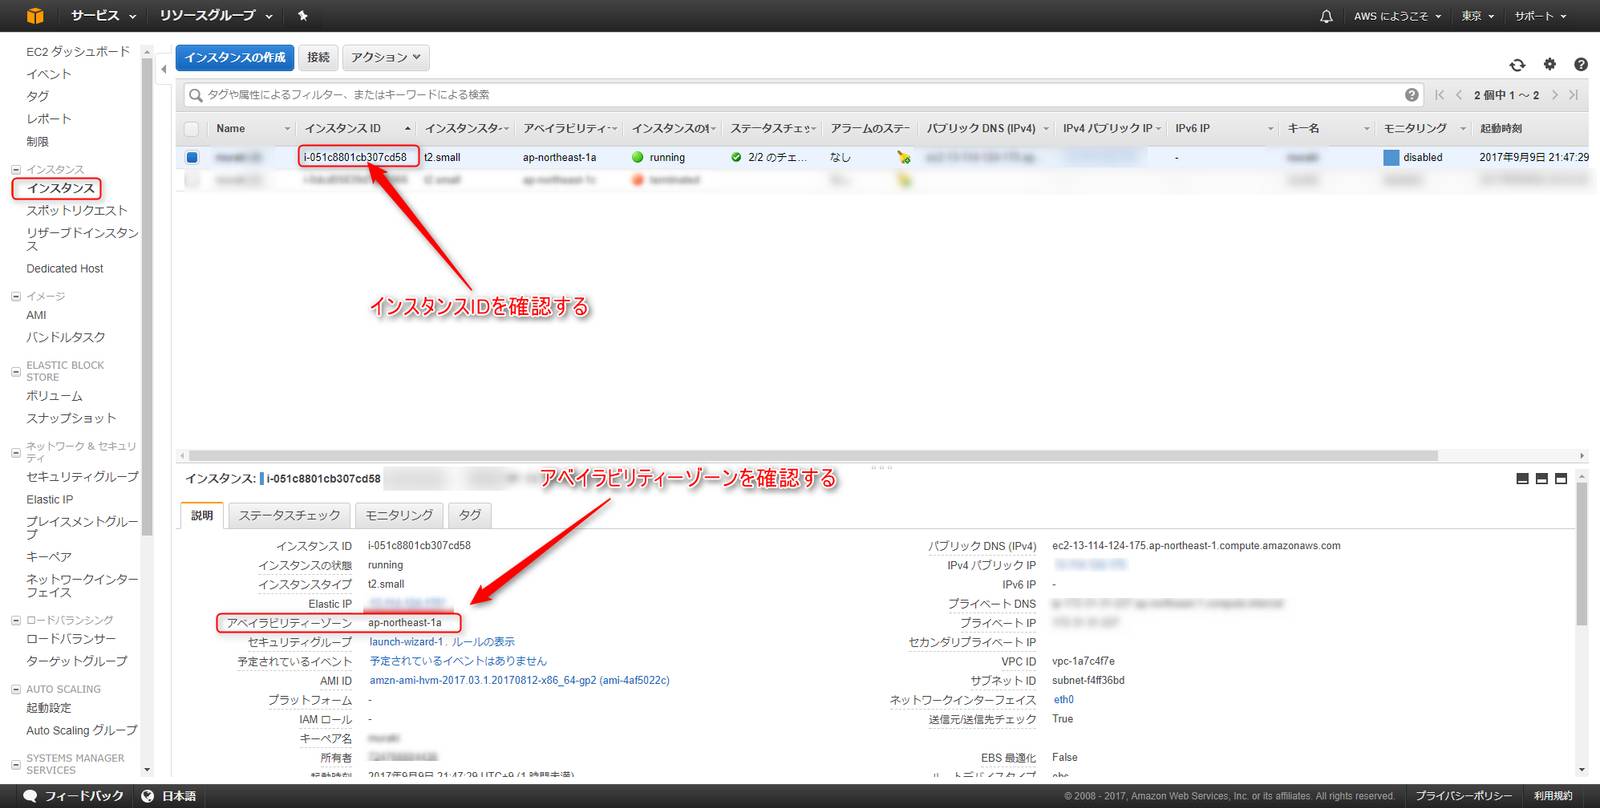 サービス リソースグループ AWS にようこそ 東京 サポート
EC2 ダッシュボード
イベント
タグ
レポート
制限
インスタンス
インスタンス
スポットリクエスト
リザーブドインスタン
ス
Dedicated Host
イメージ
AMI
バンドルタスク
ELASTIC BLOCK
STORE
ボリューム
スナップショット
ネットワーク & セキュリ
ティ
セキュリティグループ
Elastic IP
プレイスメントグルー
プ
キーペア
ネットワークインター
フェイス
ロードバランシング
ロードバランサー
ターゲットグループ
AUTO SCALING
起動設定
Auto Scaling グループ
SYSTEMS MANAGER
SERVICES
インスタンスの作成 接続 アクション
タグや属性によるフィルター、またはキーワードによる検索 2 個中 1 ～ 2
Name インスタンス ID インスタンスタ アベイラビリティー インスタンスの ステータスチェッ アラームのステー パブリック DNS (IPv4) IPv4 パブリック IP IPv6 IP キー名 モニタリング 起動時刻
i-051c8801cb307cd58 t2.small ap-northeast-1a running 2/2 のチェ... なし - disabled 2017年9月9日 21:47:29
t2.small ap-northeast-1c terminated
インスタンスIDを確認する
インスタンス: i-051c8801cb307cd58
アベイラビリティーゾーンを確認する
説明 ステータスチェック モニタリング タグ
インスタンス ID i-051c8801cb307cd58
インスタンスの状態 running
インスタンスタイプ t2.small
Elastic IP
アベイラビリティーゾーン ap-northeast-1a
セキュリティグループ launch-wizard-1 . ルールの表示
予定されているイベント 予定されているイベントはありません
AMI ID amzn-ami-hvm-2017.03.1.20170812-x86_64-gp2 (ami-4af5022c)
プラットフォーム -
IAM ロール -
キーペア名
所有者
起動時刻 2017年9月9日 21:47:29 UTC+9 (1 時間未満)
パブリック DNS (IPv4) ec2-13-114-124-175.ap-northeast-1.compute.amazonaws.com
IPv4 パブリック IP
IPv6 IP -
プライベート DNS
プライベート IP
セカンダリプライベート IP
VPC ID vpc-1a7c4f7e
サブネット ID subnet-f4ff36bd
ネットワークインターフェイス eth0
送信元/送信先チェック True
EBS 最適化 False
ルートデバイスタイプ ebs
フィードバック 日本語 © 2008 - 2017, Amazon Web Services, Inc. or its affiliates. All rights reserved. プライバシーポリシー 利用規約